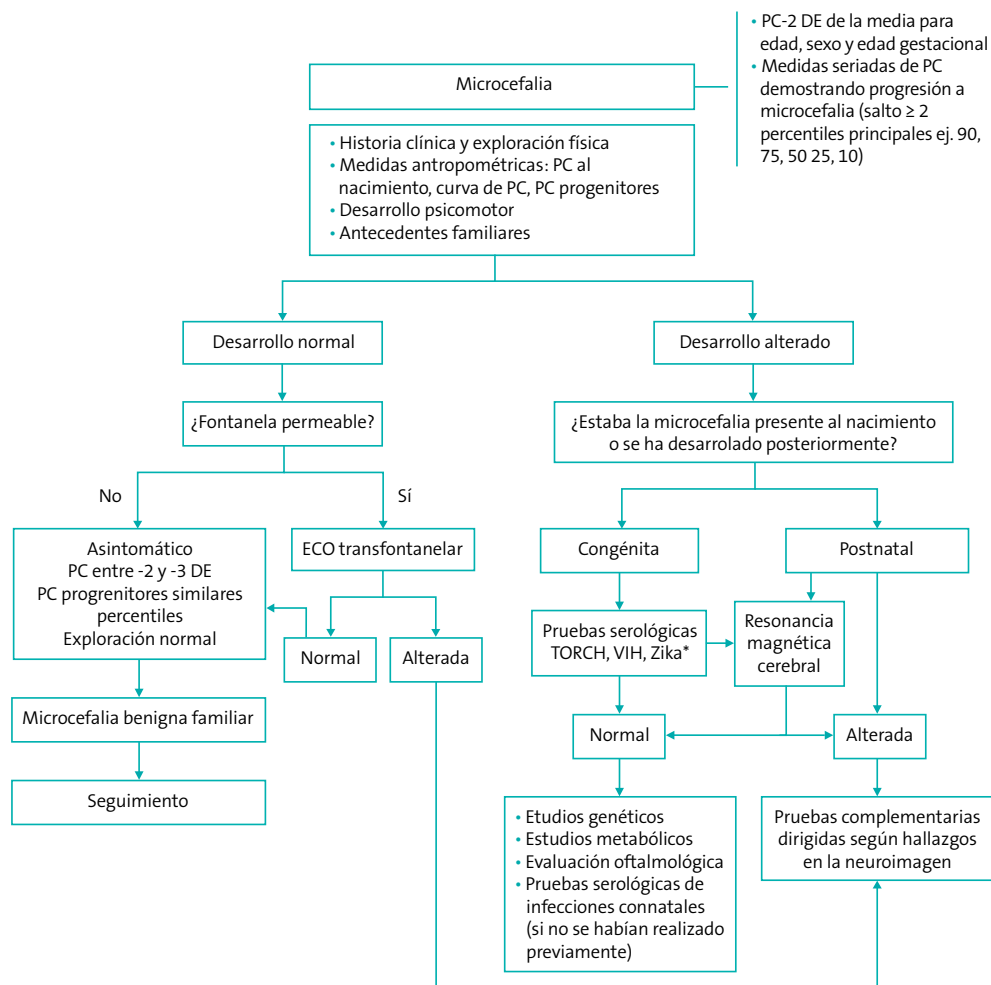 • PC-2 DE de la media para
edad, sexo y edad gestacional
• Medidas seriadas de PC
demostrando progresión a
microcefalia (salto ≥ 2
percentiles principales ej. 90,
75, 50 25, 10)
Microcefalia
• Historia clínica y exploración física
• Medidas antropométricas: PC al
nacimiento, curva de PC, PC progenitores
• Desarrollo psicomotor
• Antecedentes familiares
Desarrollo normal
Desarrollo alterado
¿Fontanela permeable?
¿Estaba la microcefalia presente al nacimiento
o se ha desarrolado posteriormente?
No
Sí
Asintomático
PC entre -2 y -3 DE
PC progrenitores similares
percentiles
Exploración normal
ECO transfontanelar
Congénita
Postnatal
Normal
Alterada
Pruebas serológicas
TORCH, VIH, Zika*
Resonancia
magnética
cerebral
Microcefalia benigna familiar
Normal
Alterada
Seguimiento
• Etudios genéticos
• Estudios metabólicos
• Evaluación oftalmológica
• Pruebas serológicas de
infecciones connatales
(si no se habían realizado
previamente)
Pruebas complementarias
dirigidas según hallazgos
en la neuroimagen